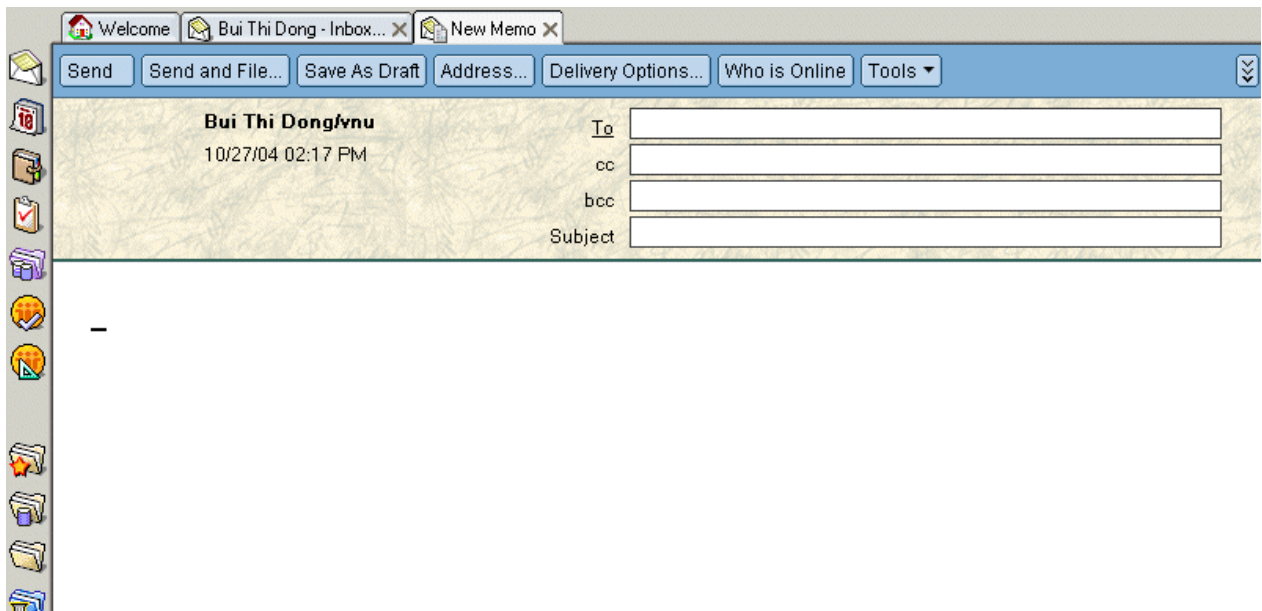 Welcome Bui Thi Dong - Inbox... New Memo
Send Send and File... Save As Draft Address... Delivery Options... Who is Online Tools
Bui Thi Dong/vnu
10/27/04 02:17 PM
To
cc
bcc
Subject
10